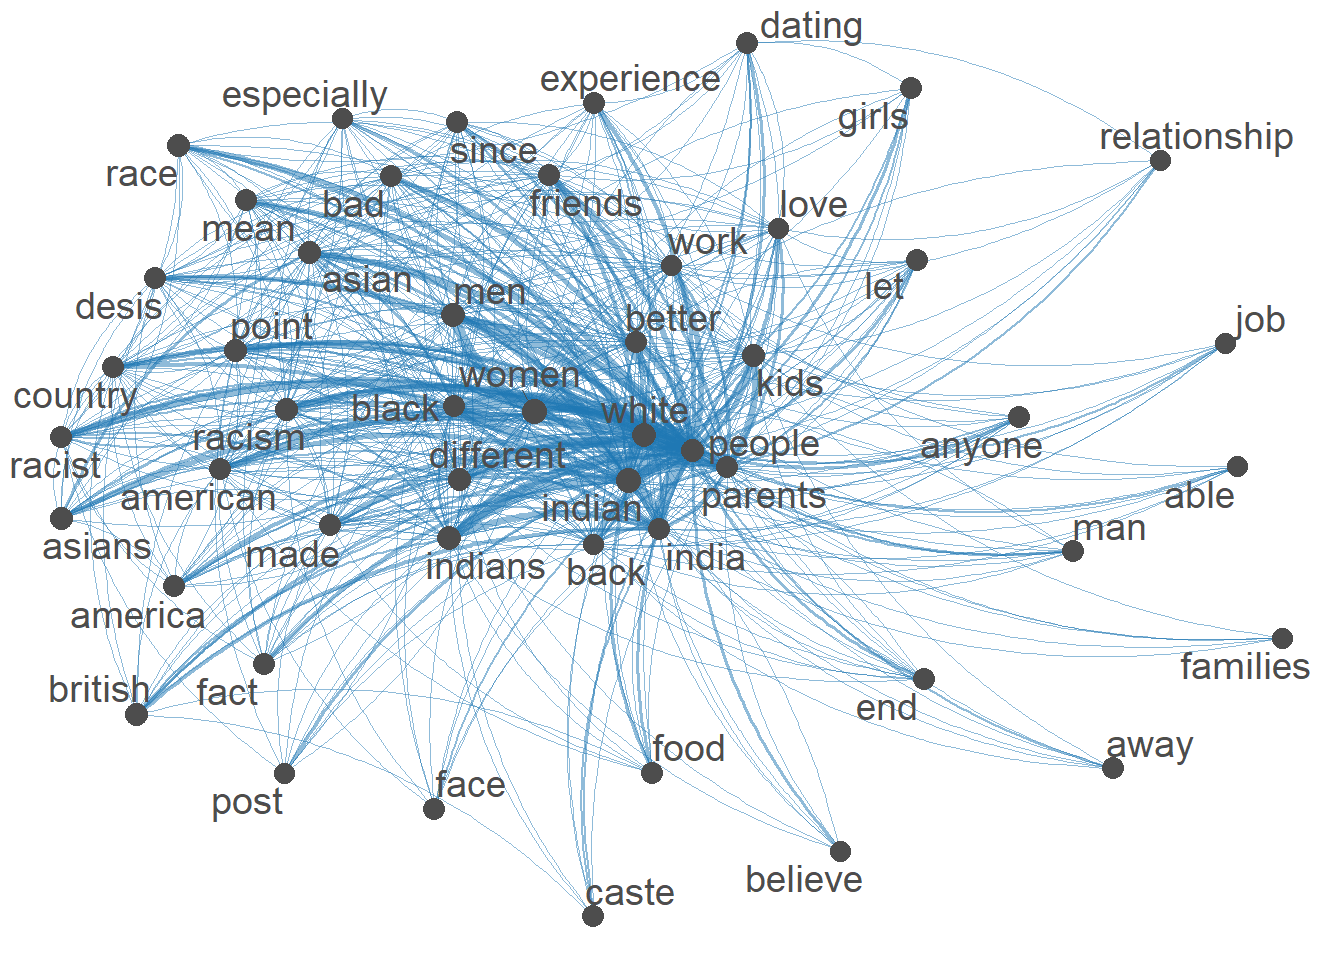 dating
experience
especially
girls
since
relationship
race
bad
friends
love
mean
work
asian
let
desis
men
point
better
job
women
kids
country
black
white
racism
people
anyone
racist
different
american
indian
parents
able
asians
made
indians
back
india
man
america
british
fact
families
end
food
away
face
post
believe
caste